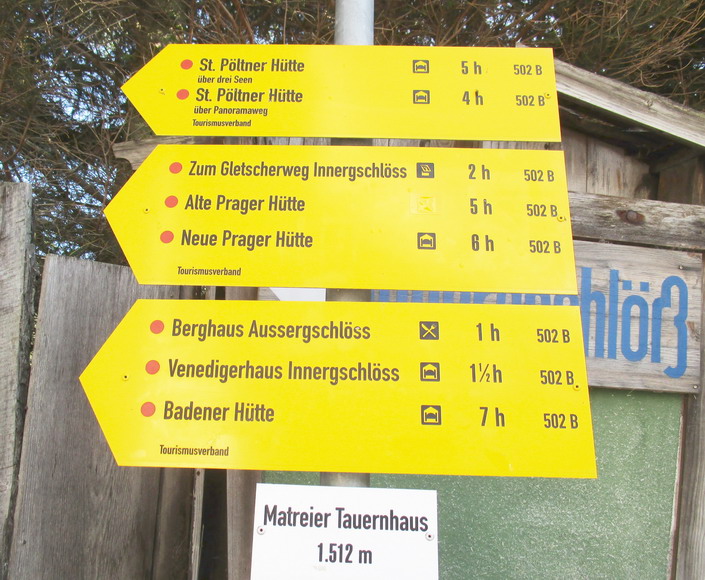 St. Pöltner Hütte 5 h 502 B
über drei Seen
St. Pöltner Hütte 4 h 502 B
über Panoramaweg
Tourismusverband
Zum Gletscherweg Innergschlöss 2 h 502 B
Alte Prager Hütte 5 h 502 B
Neue Prager Hütte 6 h 502 B
Tourismusverband
Berghaus Aussergschlöss 1 h 502 B
Venedigerhaus Innergschlöss 1½ h 502 B
Badener Hütte 7 h 502 B
Tourismusverband
Matreier Tauernhaus
1.512 m